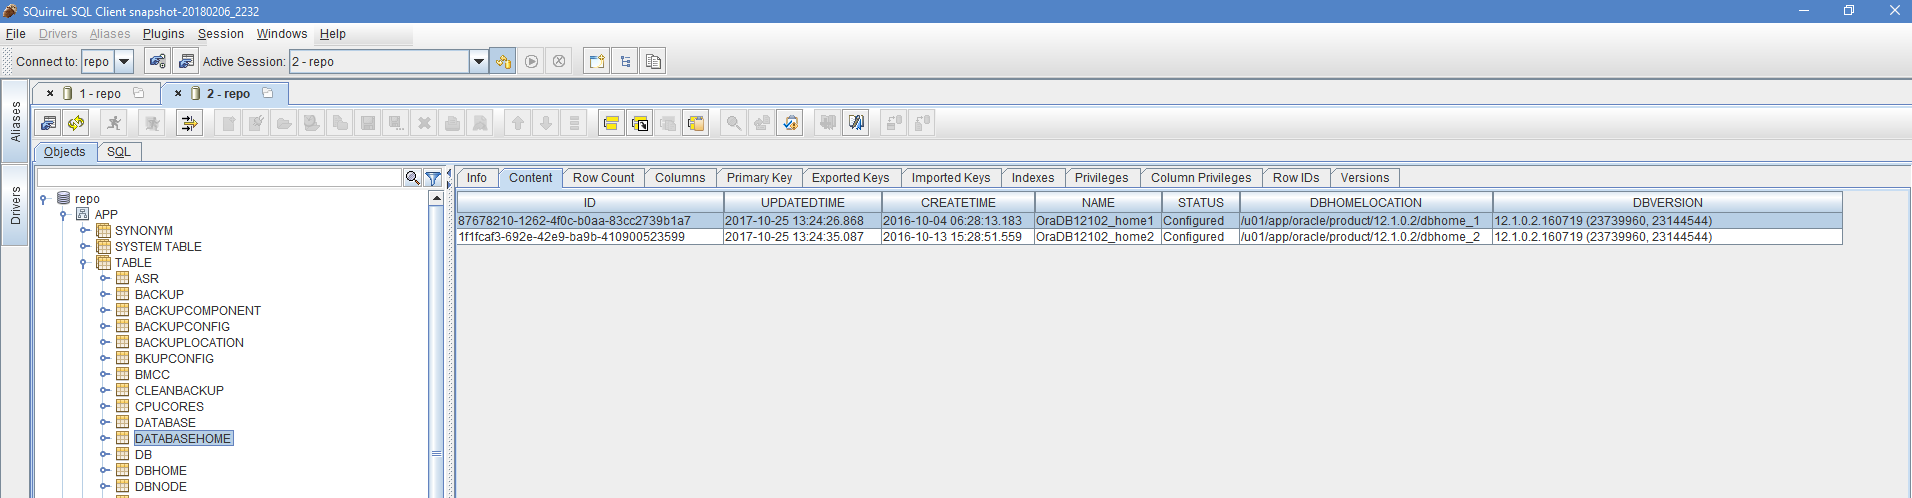 SQuirreL SQL Client snapshot-20180206_2232
File Drivers Aliases Plugins Session Windows Help
Connect to: repo Active Session: 2 - repo
1 - repo 2 - repo
Aliases
Drivers
Objects SQL
Info Content Row Count Columns Primary Key Exported Keys Imported Keys Indexes Privileges Column Privileges Row IDs Versions
repo
APP
SYNONYM
SYSTEM TABLE
TABLE
ASR
BACKUP
BACKUPCOMPONENT
BACKUPCONFIG
BACKUPLOCATION
BKUPCONFIG
BMCC
CLEANBACKUP
CPUCORES
DATABASE
DATABASEHOME
DB
DBHOME
DBNODE
ID UPDATEDTIME CREATETIME NAME STATUS DBHOMELOCATION DBVERSION
87678210-1262-4f0c-b0aa-83cc2739b1a7 2017-10-25 13:24:26.868 2016-10-04 06:28:13.183 OraDB12102_home1 Configured /u01/app/oracle/product/12.1.0.2/dbhome_1 12.1.0.2.160719 (23739960, 23144544)
1f1fcaf3-692e-42e9-ba9b-410900523599 2017-10-25 13:24:35.087 2016-10-13 15:28:51.559 OraDB12102_home2 Configured /u01/app/oracle/product/12.1.0.2/dbhome_2 12.1.0.2.160719 (23739960, 23144544)